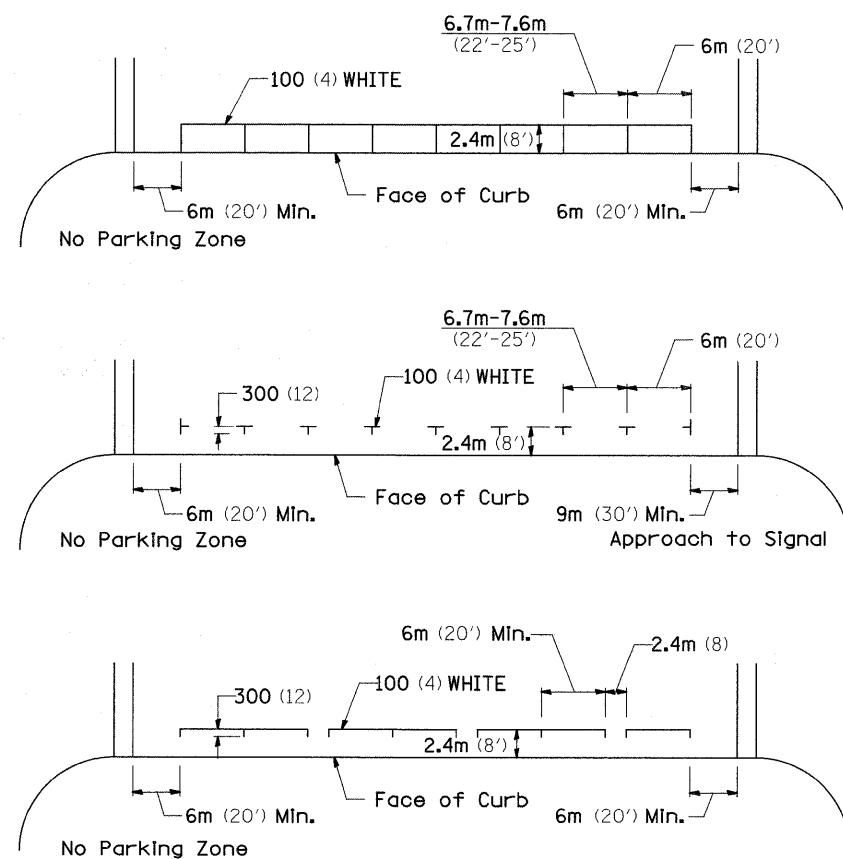 6.7m-7.6m
(22'-25')
6m (20')
100 (4) WHITE
2.4m (8')
Face of Curb
6m (20') Min.
6m (20') Min.
No Parking Zone
6.7m-7.6m
(22'-25')
6m (20')
100 (4) WHITE
300 (12)
2.4m (8')
Face of Curb
6m (20') Min.
9m (30') Min.
No Parking Zone
Approach to Signal
6m (20') Min.
2.4m (8)
300 (12)
100 (4) WHITE
2.4m (8')
Face of Curb
6m (20') Min.
6m (20') Min.
No Parking Zone